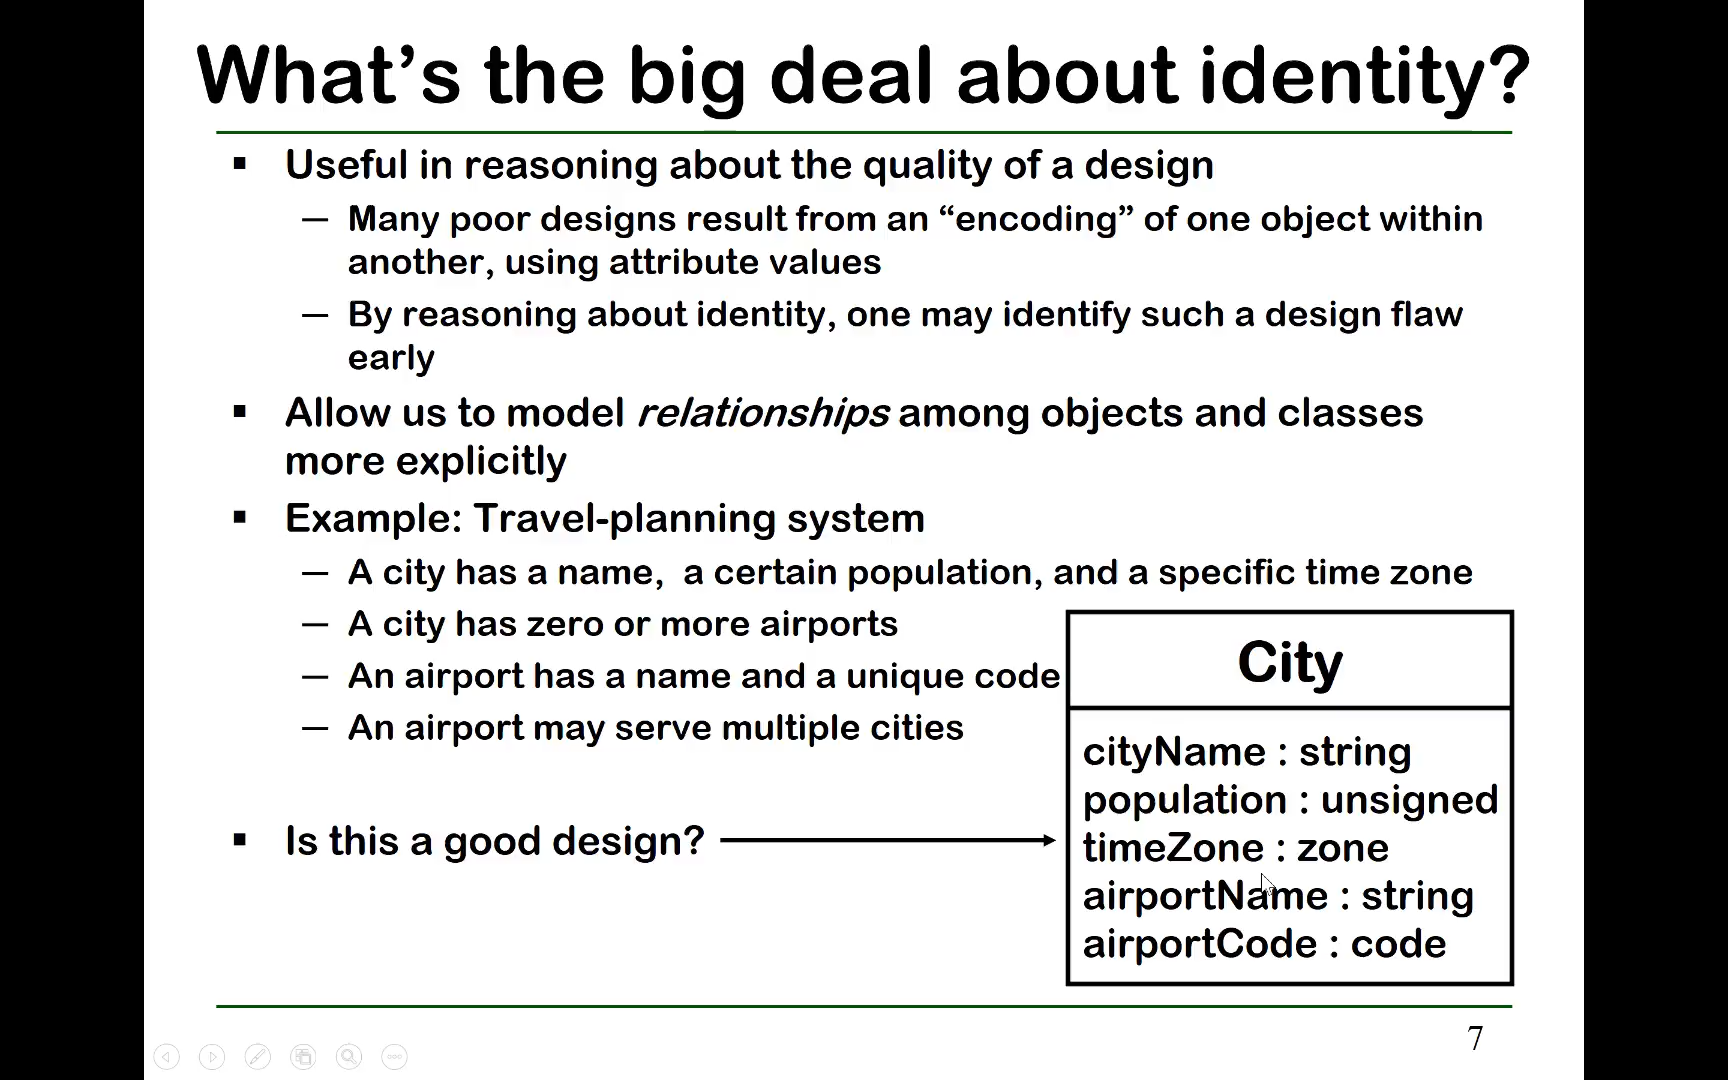 What’s the big deal about identity?
▪ Useful in reasoning about the quality of a design
— Many poor designs result from an “encoding” of one object within
another, using attribute values
— By reasoning about identity, one may identify such a design flaw
early
▪ Allow us to model relationships among objects and classes
more explicitly
▪ Example: Travel-planning system
— A city has a name,  a certain population, and a specific time zone
— A city has zero or more airports
— An airport has a name and a unique code
— An airport may serve multiple cities
▪ Is this a good design?
City
cityName : string
population : unsigned
timeZone : zone
airportName : string
airportCode : code
7